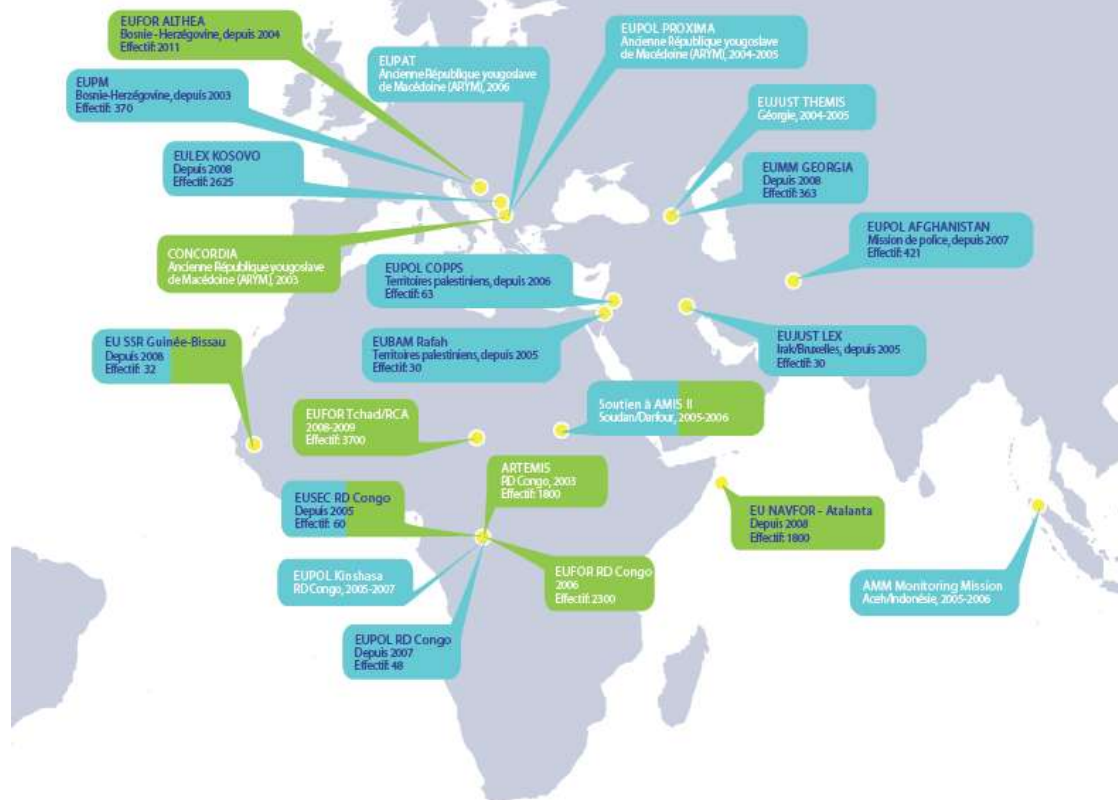 EUFOR ALTHEA
Bosnie - Herzégovine, depuis 2004
Effectif: 2011
EUPOL PROXIMA
Ancienne République yougoslave
de Macédoine (ARYM), 2004-2005
EUPAT
Ancienne République yougoslave
de Macédoine (ARYM), 2006
EUPM
Bosnie-Herzégovine, depuis 2003
Effectif: 370
EUJUST THEMIS
Géorgie, 2004-2005
EULEX KOSOVO
Depuis 2008
Effectif: 2625
EUMM GEORGIA
Depuis 2008
Effectif: 363
EUPOL AFGHANISTAN
Mission de police, depuis 2007
Effectif: 421
CONCORDIA
Ancienne République yougoslave
de Macédoine (ARYM), 2003
EUPOL COPPS
Territoires palestiniens, depuis 2006
Effectif: 63
EU SSR Guinée-Bissau
Depuis 2008
Effectif: 32
EUBAM Rafah
Territoires palestiniens, depuis 2005
Effectif: 30
EUJUST LEX
Irak/Bruxelles, depuis 2005
Effectif: 30
EUFOR Tchad/RCA
2008-2009
Effectif: 3700
Soutien à AMIS II
Soudan/Darfour, 2005-2006
ARTEMIS
RD Congo, 2003
Effectif: 1800
EUSEC RD Congo
Depuis 2005
Effectif: 60
EU NAVFOR - Atalanta
Depuis 2008
Effectif: 1800
EUPOL Kinshasa
RD Congo, 2005-2007
EUFOR RD Congo
2006
Effectif: 2300
AMM Monitoring Mission
Aceh/Indonésie, 2005-2006
EUPOL RD Congo
Depuis 2007
Effectif: 48